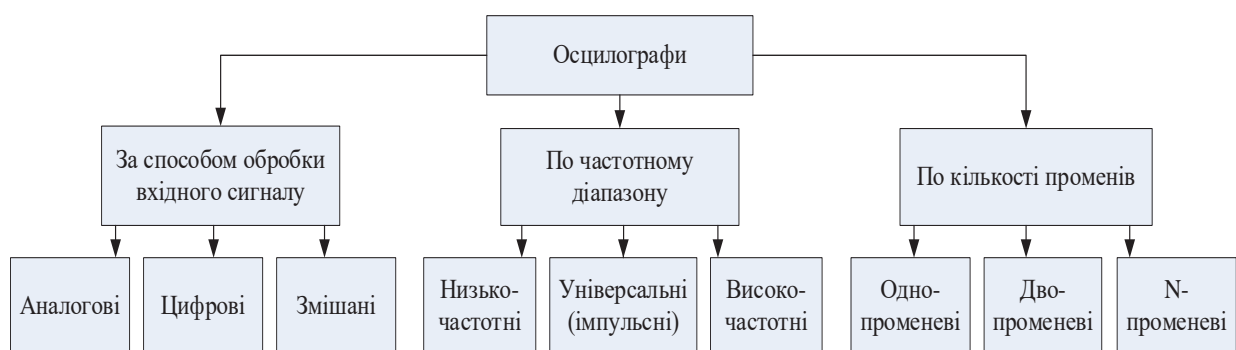 Осцилографи
За способом обробки
вхідного сигналу
По частотному
діапазону
По кількості променів
Аналогові
Цифрові
Змішані
Низько-
частотні
Універсальні
(імпульсні)
Високо-
частотні
Одно-
променеві
Дво-
променеві
N-
променеві